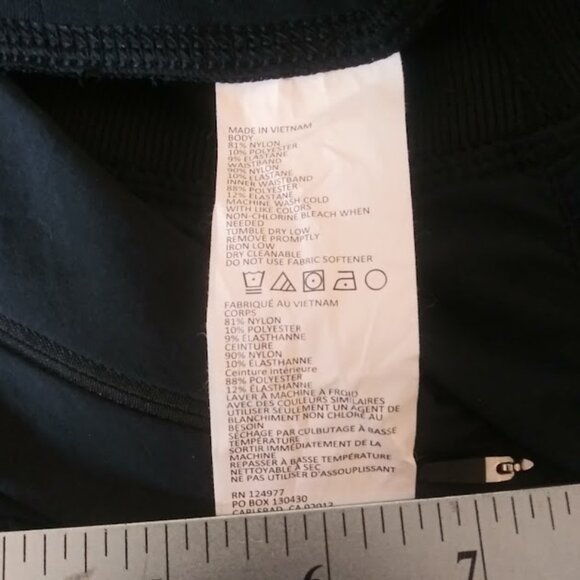 MADE IN VIETNAM
BODY
81% NYLON
10% POLYESTER
9% ELASTANE
WAISTBAND
90% NYLON
10% ELASTANE
INNER WAISTBAND
88% POLYESTER
12% ELASTANE
MACHINE WASH COLD
WITH LIKE COLORS
NON-CHLORINE BLEACH WHEN
NEEDED
TUMBLE DRY LOW
REMOVE PROMPTLY
IRON LOW
DRY CLEANABLE
DO NOT USE FABRIC SOFTENER
FABRIQUÉ AU VIETNAM
CORPS
81% NYLON
10% POLYESTER
9% ÉLASTHANNE
CEINTURE
90% NYLON
10% ÉLASTHANNE
Ceinture intérieure
88% POLYESTER
12% ÉLASTHANNE
LAVER À MACHINE À FROID
AVEC DES COULEURS SIMILAIRES
UTILISER SEULEMENT UN AGENT DE
BLANCHIMENT NON CHLORÉ AU
BESOIN
SÉCHAGE PAR CULBUTAGE À BASSE
TEMPÉRATURE
SORTIR IMMÉDIATEMENT DE LA
MACHINE
REPASSER À BASSE TEMPÉRATURE
NETTOYABLE À SEC
NE PAS UTILISER D'ASSOUPLISSANT
RN 124977
PO BOX 130430
CARLSBAD, CA 92013
6 7